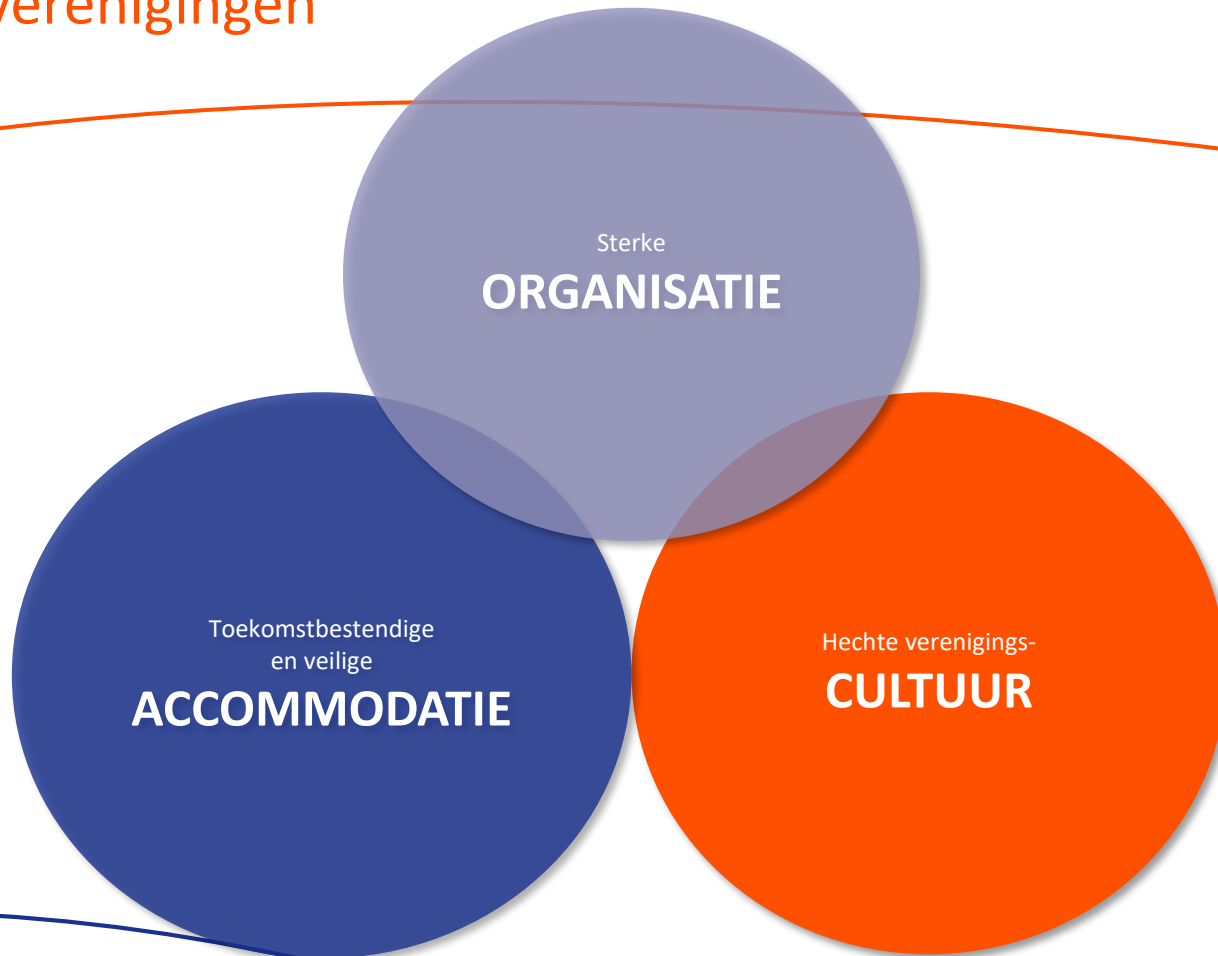 verenigingen
Sterke
ORGANISATIE
Toekomstbestendige
en veilige
ACCOMMODATIE
Hechte verenigings-
CULTUUR